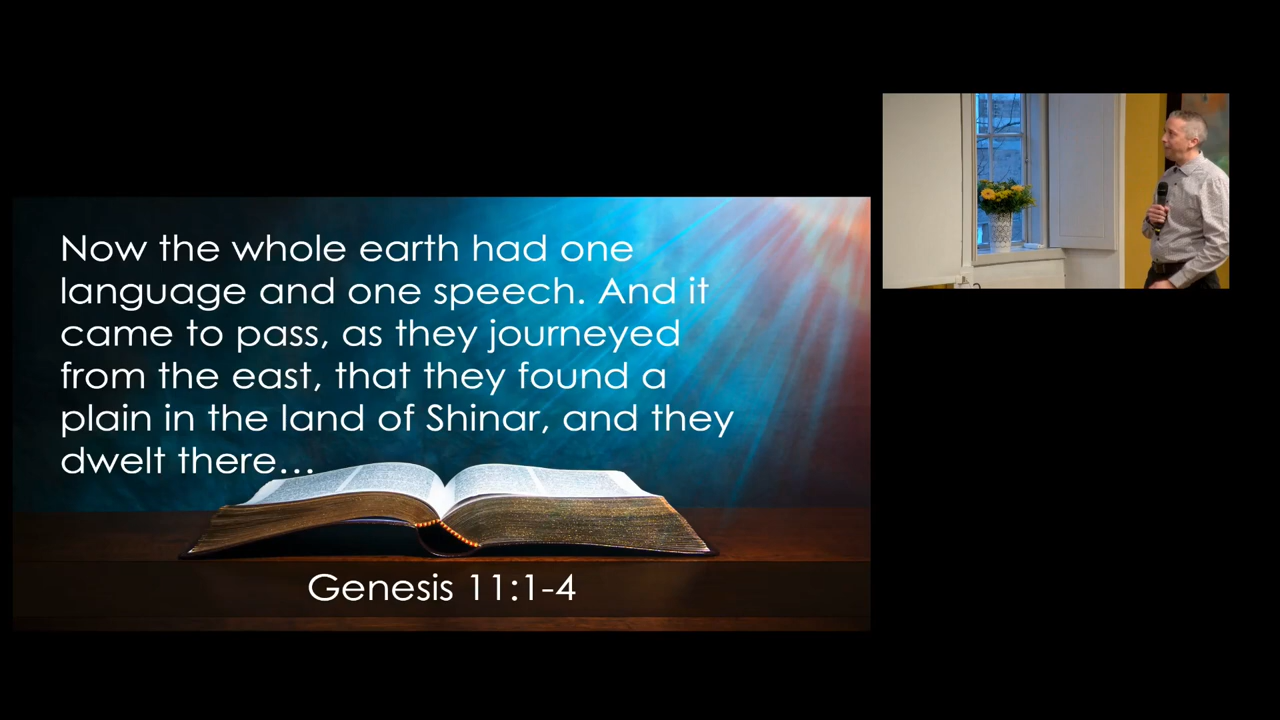 Now the whole earth had one
language and one speech. And it
came to pass, as they journeyed
from the east, that they found a
plain in the land of Shinar, and they
dwelt there…
Genesis 11:1-4